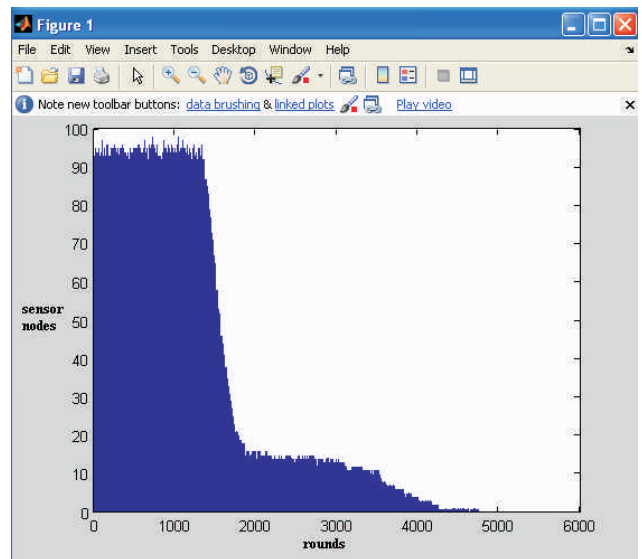 Figure 1
File Edit View Insert Tools Desktop Window Help
Note new toolbar buttons: data brushing & linked plots Play video
100
90
80
70
60
50
40
30
20
10
0
sensor
nodes
0 1000 2000 3000 4000 5000 6000
rounds